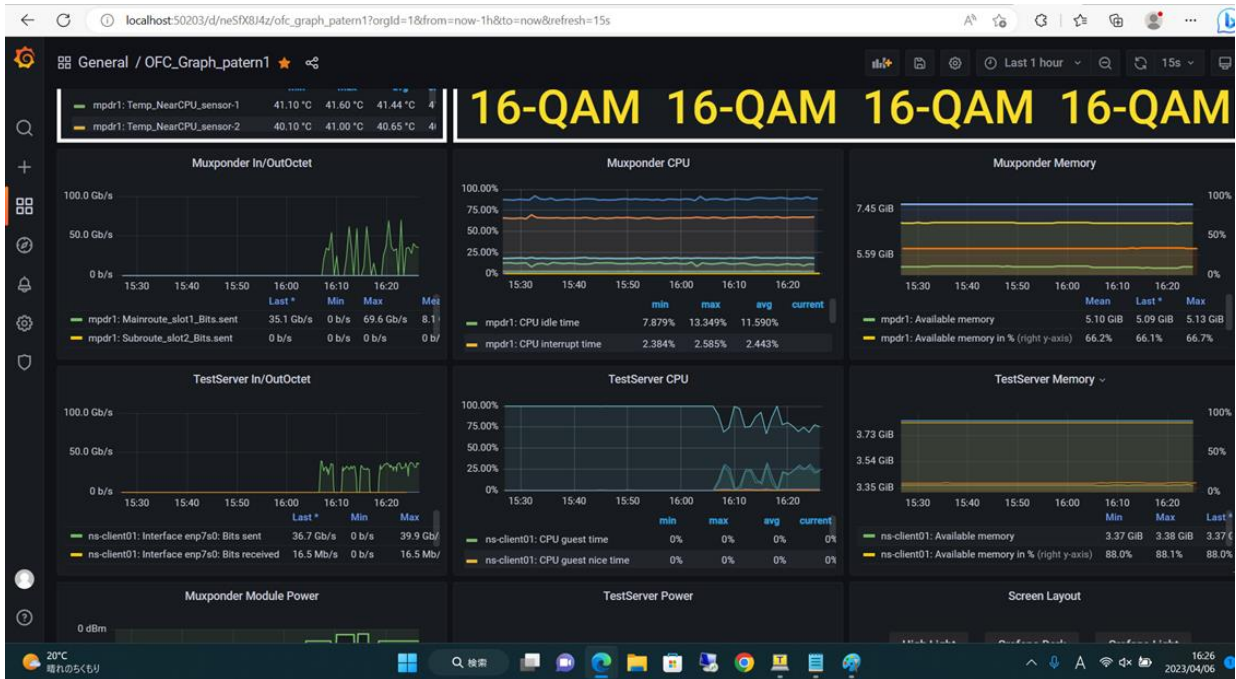 localhost:50203/d/neSfX8J4z/ofc_graph_patern1?orgId=1&from=now-1h&to=now&refresh=15s
General / OFC_Graph_patern1
Last 1 hour
15s
mpdr1: Temp_NearCPU_sensor-1 41.10 °C 41.60 °C 41.44 °C
mpdr1: Temp_NearCPU_sensor-2 40.10 °C 41.00 °C 40.65 °C
16-QAM 16-QAM 16-QAM 16-QAM
Muxponder In/OutOctet
100.0 Gb/s
50.0 Gb/s
0 b/s
15:30 15:40 15:50 16:00 16:10 16:20
Last * Min Max
mpdr1: Mainroute_slot1_Bits.sent 35.1 Gb/s 0 b/s 69.6 Gb/s 8.1
mpdr1: Subroute_slot2_Bits.sent 0 b/s 0 b/s 0 b/s 0 b/
Muxponder CPU
100.00%
75.00%
50.00%
25.00%
0%
15:30 15:40 15:50 16:00 16:10 16:20
min max avg current
mpdr1: CPU idle time 7.879% 13.349% 11.590%
mpdr1: CPU interrupt time 2.384% 2.585% 2.443%
Muxponder Memory
7.45 GiB
5.59 GiB
100%
50%
0%
15:30 15:40 15:50 16:00 16:10 16:20
Mean Last * Max
mpdr1: Available memory 5.10 GiB 5.09 GiB 5.13 GiB
mpdr1: Available memory in % (right y-axis) 66.2% 66.1% 66.7%
TestServer In/OutOctet
100.0 Gb/s
50.0 Gb/s
0 b/s
15:30 15:40 15:50 16:00 16:10 16:20
Last * Min Max
ns-client01: Interface enp7s0: Bits sent 36.7 Gb/s 0 b/s 39.9 Gb/
ns-client01: Interface enp7s0: Bits received 16.5 Mb/s 0 b/s 16.5 Mb/
TestServer CPU
100.00%
75.00%
50.00%
25.00%
0%
15:30 15:40 15:50 16:00 16:10 16:20
min max avg current
ns-client01: CPU guest time 0% 0% 0% 0%
ns-client01: CPU guest nice time 0% 0% 0% 0%
TestServer Memory
3.73 GiB
3.54 GiB
3.35 GiB
100%
50%
0%
15:30 15:40 15:50 16:00 16:10 16:20
Min Max Last *
ns-client01: Available memory 3.37 GiB 3.38 GiB 3.37
ns-client01: Available memory in % (right y-axis) 88.0% 88.1% 88.0%
Muxponder Module Power
0 dBm
TestServer Power
Screen Layout
20°C
晴れのちくもり
検索
A
16:26
2023/04/06